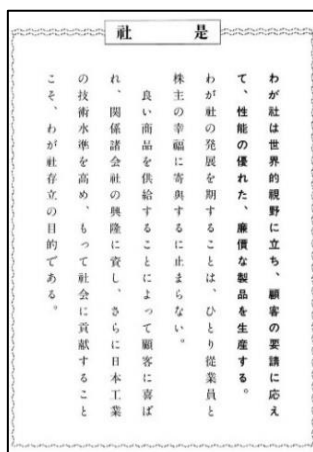 社是
わが社は世界的視野に立ち、顧客の要請に応え
て、性能の優れた、廉価な製品を生産する。
わが社の発展を期することは、ひとり従業員と
株主の幸福に寄与するに止まらない。
良い商品を供給することによって顧客に喜ば
れ、関係諸会社の興隆に資し、さらに日本工業
の技術水準を高め、もって社会に貢献すること
こそ、わが社存立の目的である。